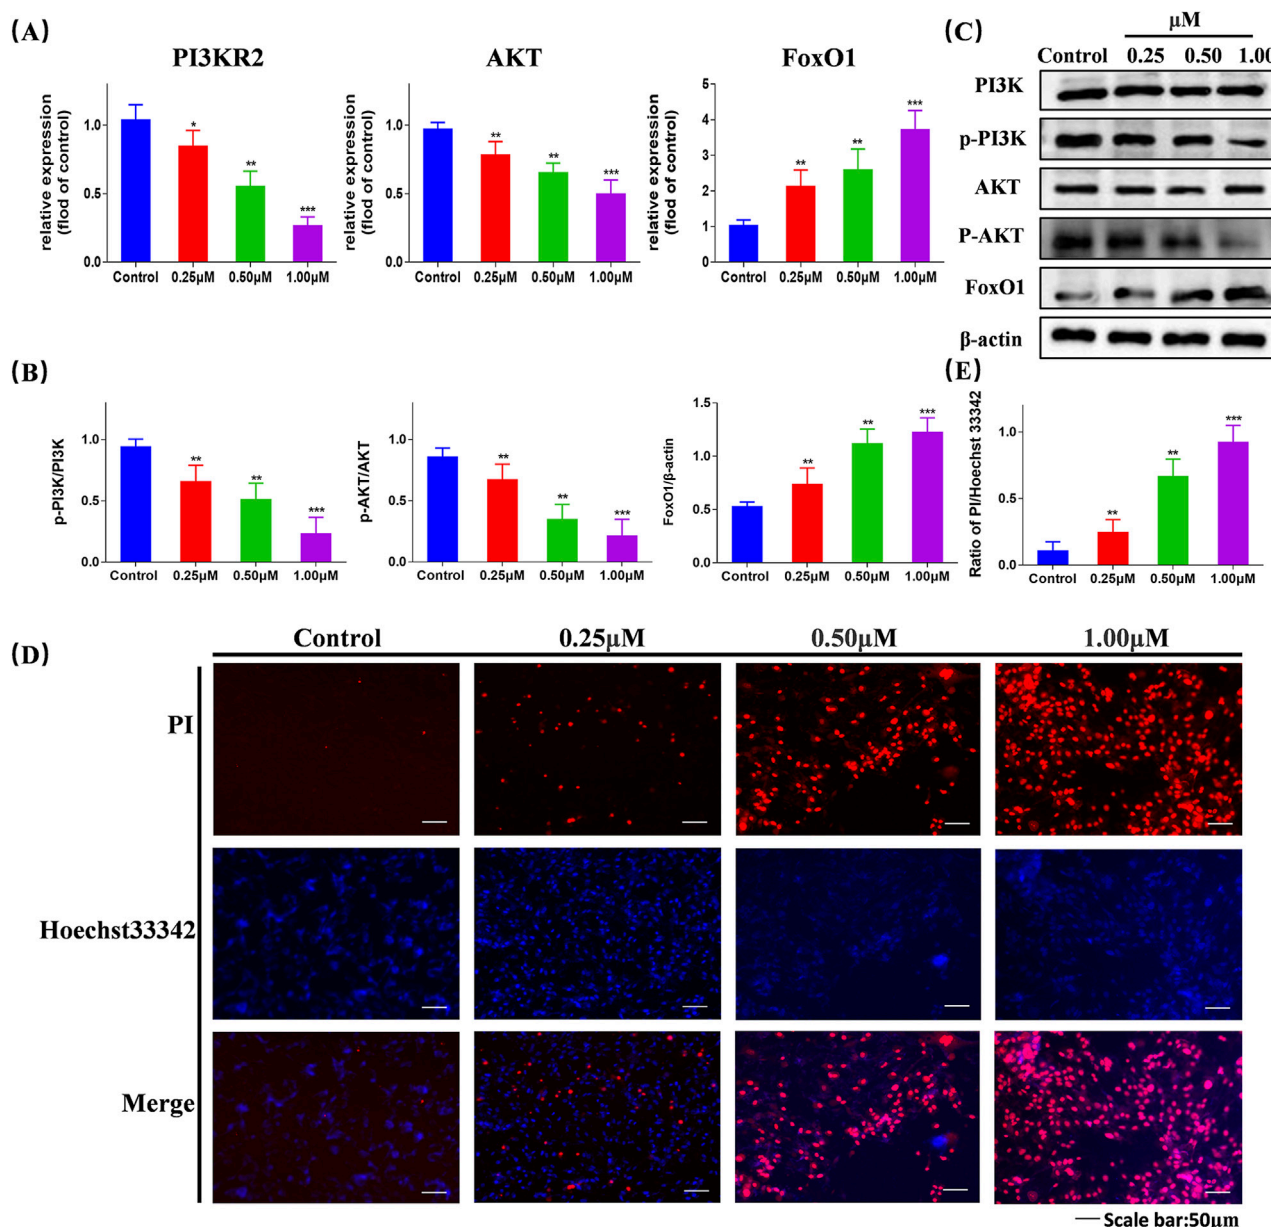 (A)
PI3KR2
relative expression
(flod of control)
1.0
0.5
0.0
*
**
***
Control 0.25μM 0.50μM 1.00μM
AKT
relative expression
(flod of control)
1.0
0.5
0.0
**
**
***
Control 0.25μM 0.50μM 1.00μM
FoxO1
relative expression
(flod of control)
5
4
3
2
1
0
**
**
***
Control 0.25μM 0.50μM 1.00μM
(C)
μM
Control 0.25 0.50 1.00
PI3K
p-PI3K
AKT
P-AKT
FoxO1
β-actin
(B)
p-PI3K/PI3K
1.0
0.5
0.0
**
**
***
Control 0.25μM 0.50μM 1.00μM
p-AKT/AKT
1.0
0.5
0.0
**
**
***
Control 0.25μM 0.50μM 1.00μM
FoxO1/β-actin
1.5
1.0
0.5
0.0
**
**
***
Control 0.25μM 0.50μM 1.00μM
(E)
Ratio of PI/Hoechst 33342
1.0
0.5
0.0
**
**
***
Control 0.25μM 0.50μM 1.00μM
(D)
Control 0.25μM 0.50μM 1.00μM
PI
Hoechst33342
Merge
Scale bar:50μm